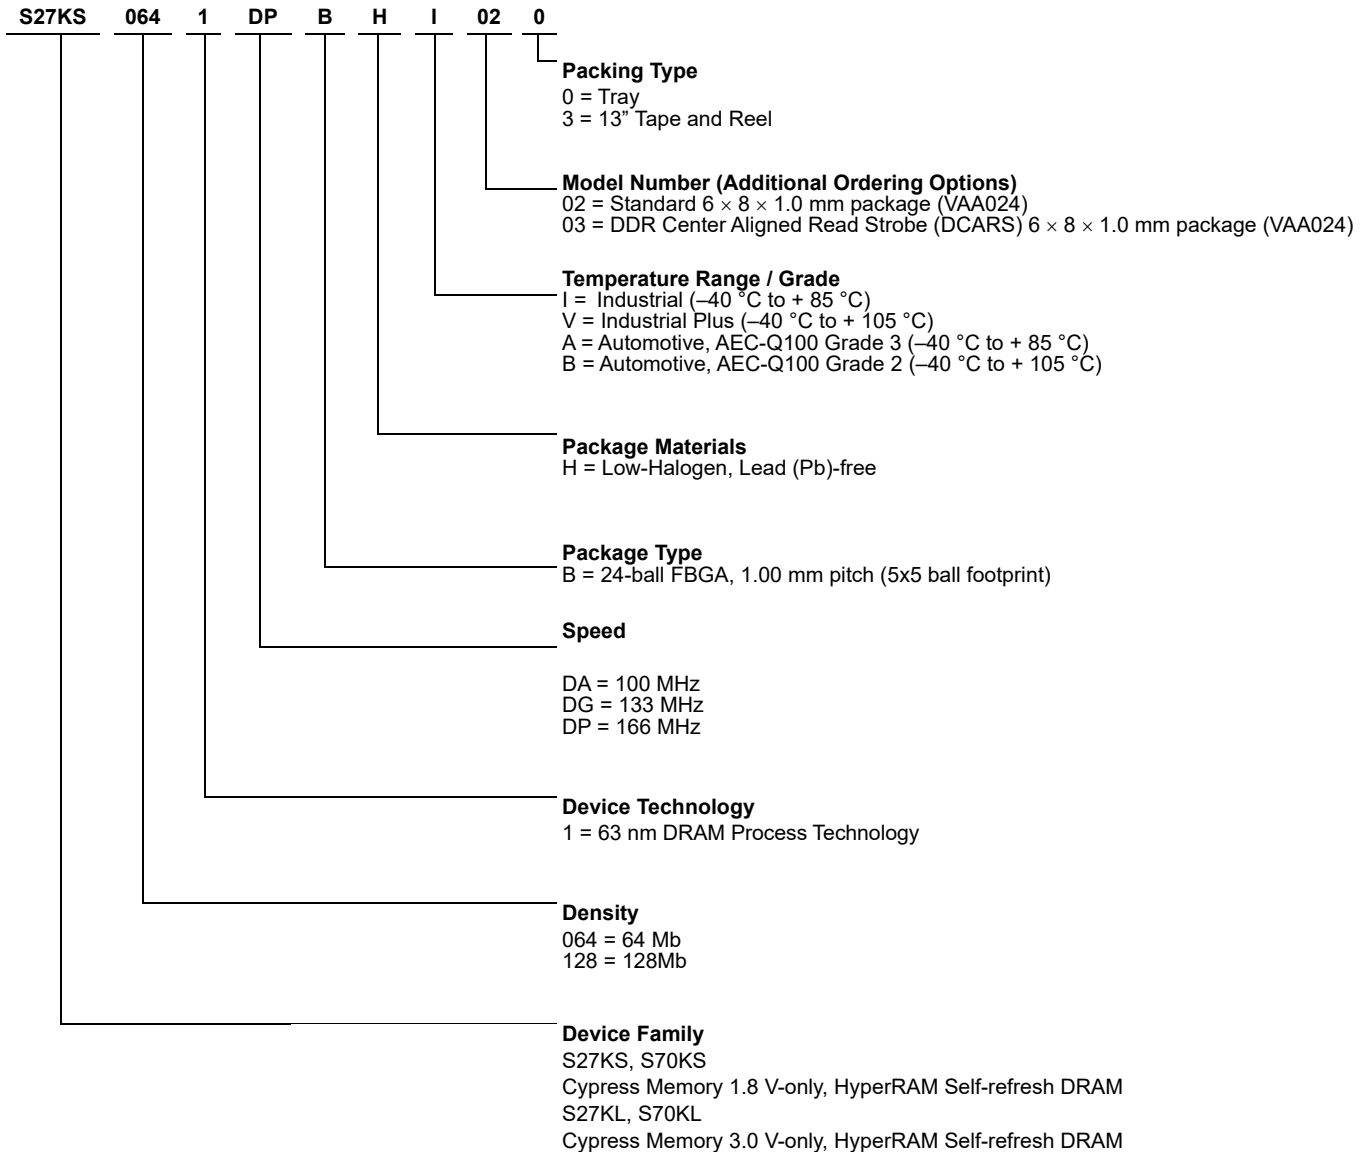 S27KS 064 1 DP B H I 02 0
Packing Type
0 = Tray
3 = 13” Tape and Reel
Model Number (Additional Ordering Options)
02 = Standard 6 × 8 × 1.0 mm package (VAA024)
03 = DDR Center Aligned Read Strobe (DCARS) 6 × 8 × 1.0 mm package (VAA024)
Temperature Range / Grade
I = Industrial (–40 °C to + 85 °C)
V = Industrial Plus (–40 °C to + 105 °C)
A = Automotive, AEC-Q100 Grade 3 (–40 °C to + 85 °C)
B = Automotive, AEC-Q100 Grade 2 (–40 °C to + 105 °C)
Package Materials
H = Low-Halogen, Lead (Pb)-free
Package Type
B = 24-ball FBGA, 1.00 mm pitch (5x5 ball footprint)
Speed
DA = 100 MHz
DG = 133 MHz
DP = 166 MHz
Device Technology
1 = 63 nm DRAM Process Technology
Density
064 = 64 Mb
128 = 128Mb
Device Family
S27KS, S70KS
Cypress Memory 1.8 V-only, HyperRAM Self-refresh DRAM
S27KL, S70KL
Cypress Memory 3.0 V-only, HyperRAM Self-refresh DRAM